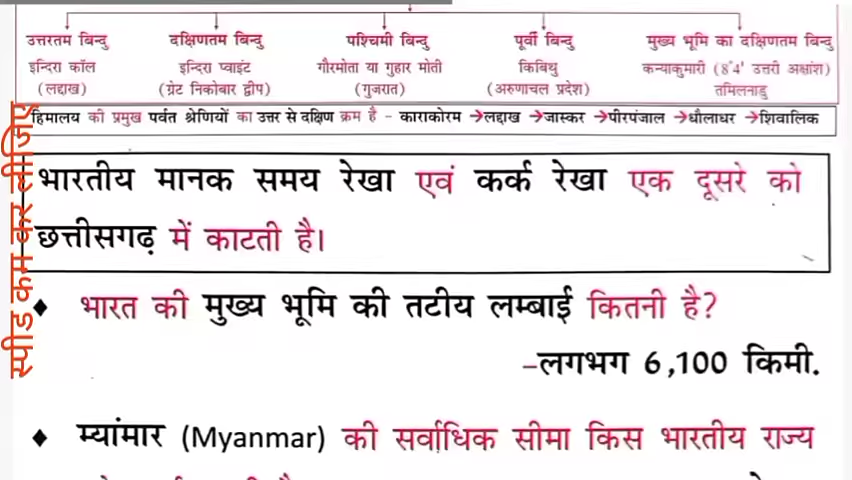 उत्तरतम बिन्दु दक्षिणतम बिन्दु पश्चिमी बिन्दु पूर्वी बिन्दु मुख्य भूमि का दक्षिणतम बिन्दु
इन्दिरा कॉल इन्दिरा प्वाइंट गौरमोता या गुहार मोती किबिथु कन्याकुमारी (8°4' उत्तरी अक्षांश)
(लद्दाख) (ग्रेट निकोबार द्वीप) (गुजरात) (अरुणाचल प्रदेश) तमिलनाडु
हिमालय की प्रमुख पर्वत श्रेणियों का उत्तर से दक्षिण क्रम है - काराकोरम →लद्दाख →जास्कर →पीरपंजाल →धौलाधर →शिवालिक
भारतीय मानक समय रेखा एवं कर्क रेखा एक दूसरे को
छत्तीसगढ़ में काटती है।
♦ भारत की मुख्य भूमि की तटीय लम्बाई कितनी है?
–लगभग 6,100 किमी.
♦ म्यांमार (Myanmar) की सर्वाधिक सीमा किस भारतीय राज्य
स्पीड कम कर लीजिए